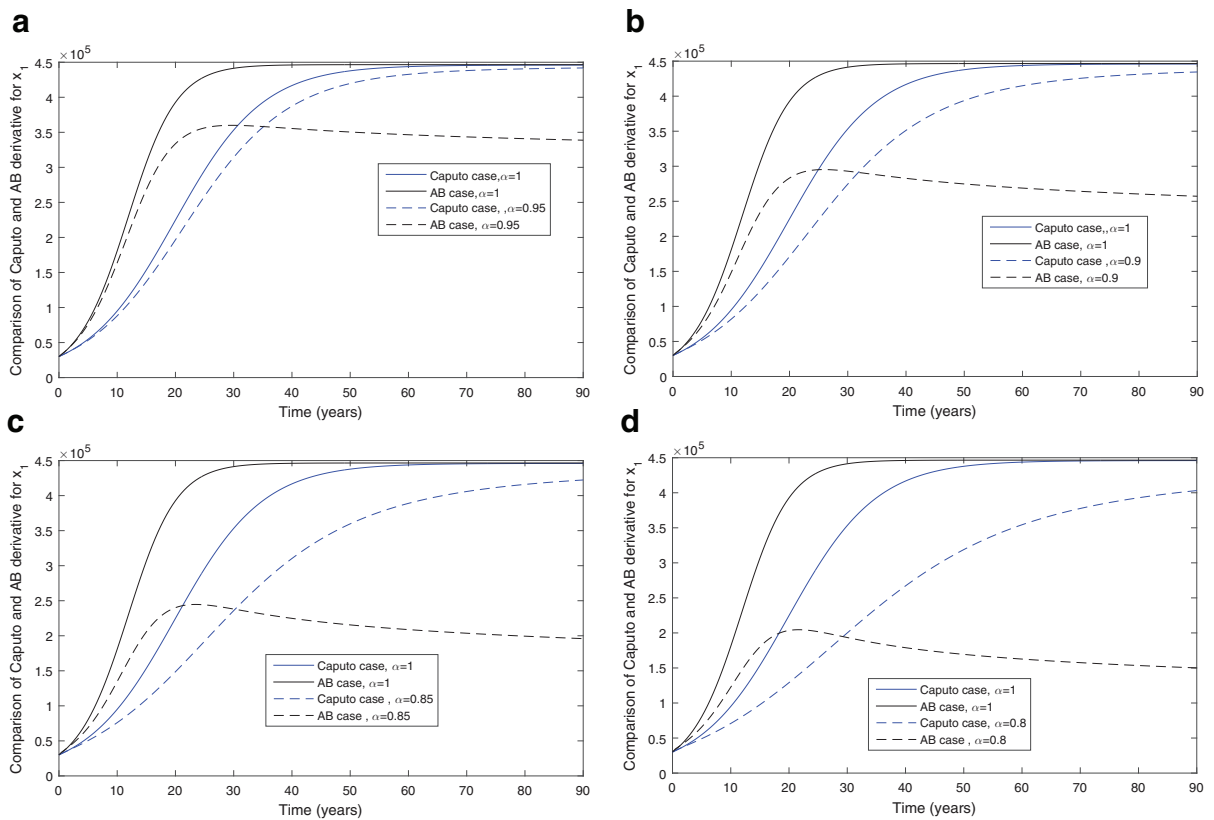 a
×10⁵
Comparison of Caputo and AB derivative for x₁
4.5
4
3.5
3
2.5
2
1.5
1
0.5
0
Caputo case,α=1
AB case,α=1
Caputo case, ,α=0.95
AB case, α=0.95
0 10 20 30 40 50 60 70 80 90
Time (years)
b
×10⁵
Comparison of Caputo and AB derivative for x₁
4.5
4
3.5
3
2.5
2
1.5
1
0.5
0
Caputo case,,α=1
AB case, α=1
Caputo case ,α=0.9
AB case, α=0.9
0 10 20 30 40 50 60 70 80 90
Time (years)
c
×10⁵
Comparison of Caputo and AB derivative for x₁
4.5
4
3.5
3
2.5
2
1.5
1
0.5
0
Caputo case, α=1
AB case, α=1
Caputo case , α=0.85
AB case , α=0.85
0 10 20 30 40 50 60 70 80 90
Time (years)
d
×10⁵
Comparison of Caputo and AB derivative for x₁
4.5
4
3.5
3
2.5
2
1.5
1
0.5
0
Caputo case, α=1
AB case, α=1
Caputo case, α=0.8
AB case , α=0.8
0 10 20 30 40 50 60 70 80 90
Time (years)